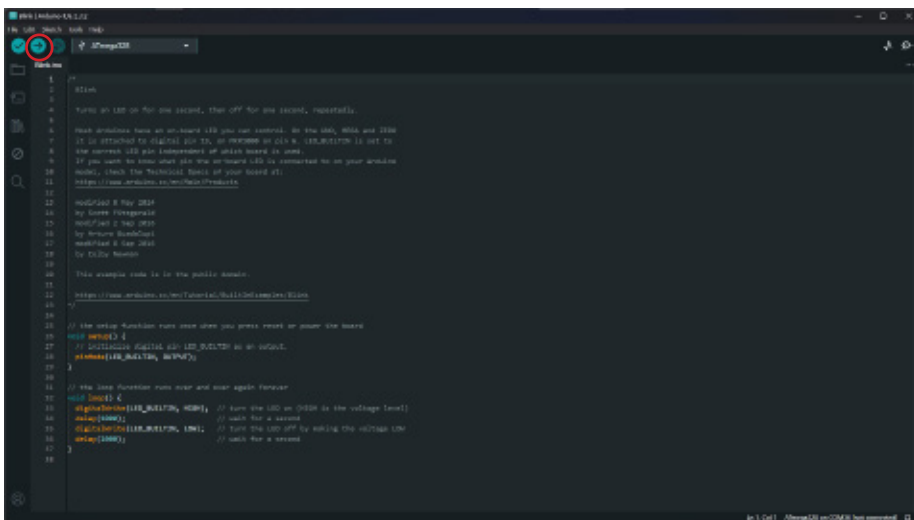 Blink | Arduino IDE 2.3.2
File Edit Sketch Tools Help
ATmega328
Blink.ino
1 /*
2 Blink
3
4 Turns an LED on for one second, then off for one second, repeatedly.
5
6 Most Arduinos have an on-board LED you can control. On the UNO, MEGA and ZERO
7 it is attached to digital pin 13, on MKR1000 on pin 6. LED_BUILTIN is set to
8 the correct LED pin independent of which board is used.
9 If you want to know what pin the on-board LED is connected to on your Arduino
10 model, check the Technical Specs of your board at:
11 https://www.arduino.cc/en/Main/Products
12
13 modified 8 May 2014
14 by Scott Fitzgerald
15 modified 2 Sep 2016
16 by Arturo Guadalupi
17 modified 8 Sep 2016
18 by Colby Newman
19
20 This example code is in the public domain.
21
22 https://www.arduino.cc/en/Tutorial/BuiltInExamples/Blink
23 */
24
25 // the setup function runs once when you press reset or power the board
26 void setup() {
27 // initialize digital pin LED_BUILTIN as an output.
28 pinMode(LED_BUILTIN, OUTPUT);
29 }
30
31 // the loop function runs over and over again forever
32 void loop() {
33 digitalWrite(LED_BUILTIN, HIGH); // turn the LED on (HIGH is the voltage level)
34 delay(1000); // wait for a second
35 digitalWrite(LED_BUILTIN, LOW); // turn the LED off by making the voltage LOW
36 delay(1000); // wait for a second
37 }
38
Ln 1, Col 1 ATmega328 on [not connected]